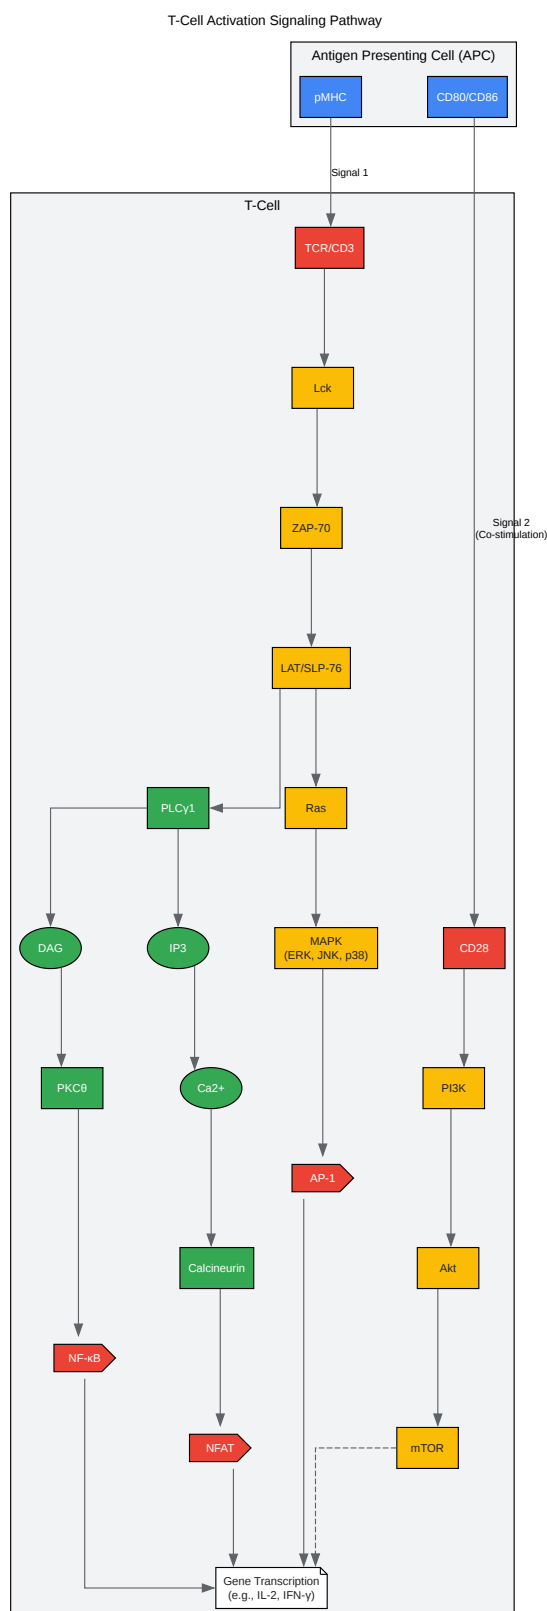 T-Cell Activation Signaling Pathway
Antigen Presenting Cell (APC)
pMHC
CD80/CD86
Signal 1
T-Cell
TCR/CD3
Lck
ZAP-70
Signal 2
(Co-stimulation)
LAT/SLP-76
PLCγ1
Ras
DAG
IP3
MAPK
(ERK, JNK, p38)
CD28
PKCθ
Ca2+
PI3K
AP-1
Calcineurin
Akt
NF-κB
NFAT
mTOR
Gene Transcription
(e.g., IL-2, IFN-γ)